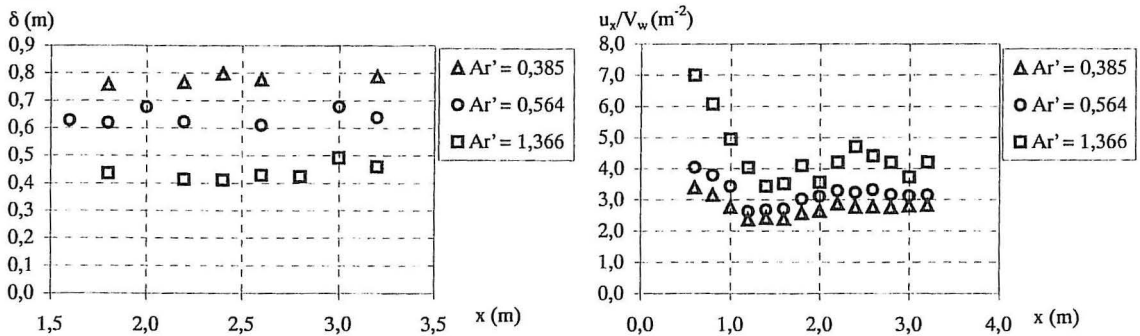 δ (m)
0,9
0,8
0,7
0,6
0,5
0,4
0,3
0,2
0,1
0,0
1,5
2,0
2,5
3,0
3,5
x (m)
Ar' = 0,385
Ar' = 0,564
Ar' = 1,366
uₓ/V_w (m⁻²)
8,0
7,0
6,0
5,0
4,0
3,0
2,0
1,0
0,0
0,0
1,0
2,0
3,0
4,0
x (m)
Ar' = 0,385
Ar' = 0,564
Ar' = 1,366